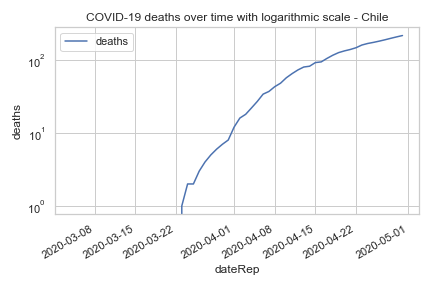 COVID-19 deaths over time with logarithmic scale - Chile
deaths
10²
10¹
10⁰
deaths
2020-03-08
2020-03-15
2020-03-22
2020-04-01
2020-04-08
2020-04-15
2020-04-22
2020-05-01
dateRep